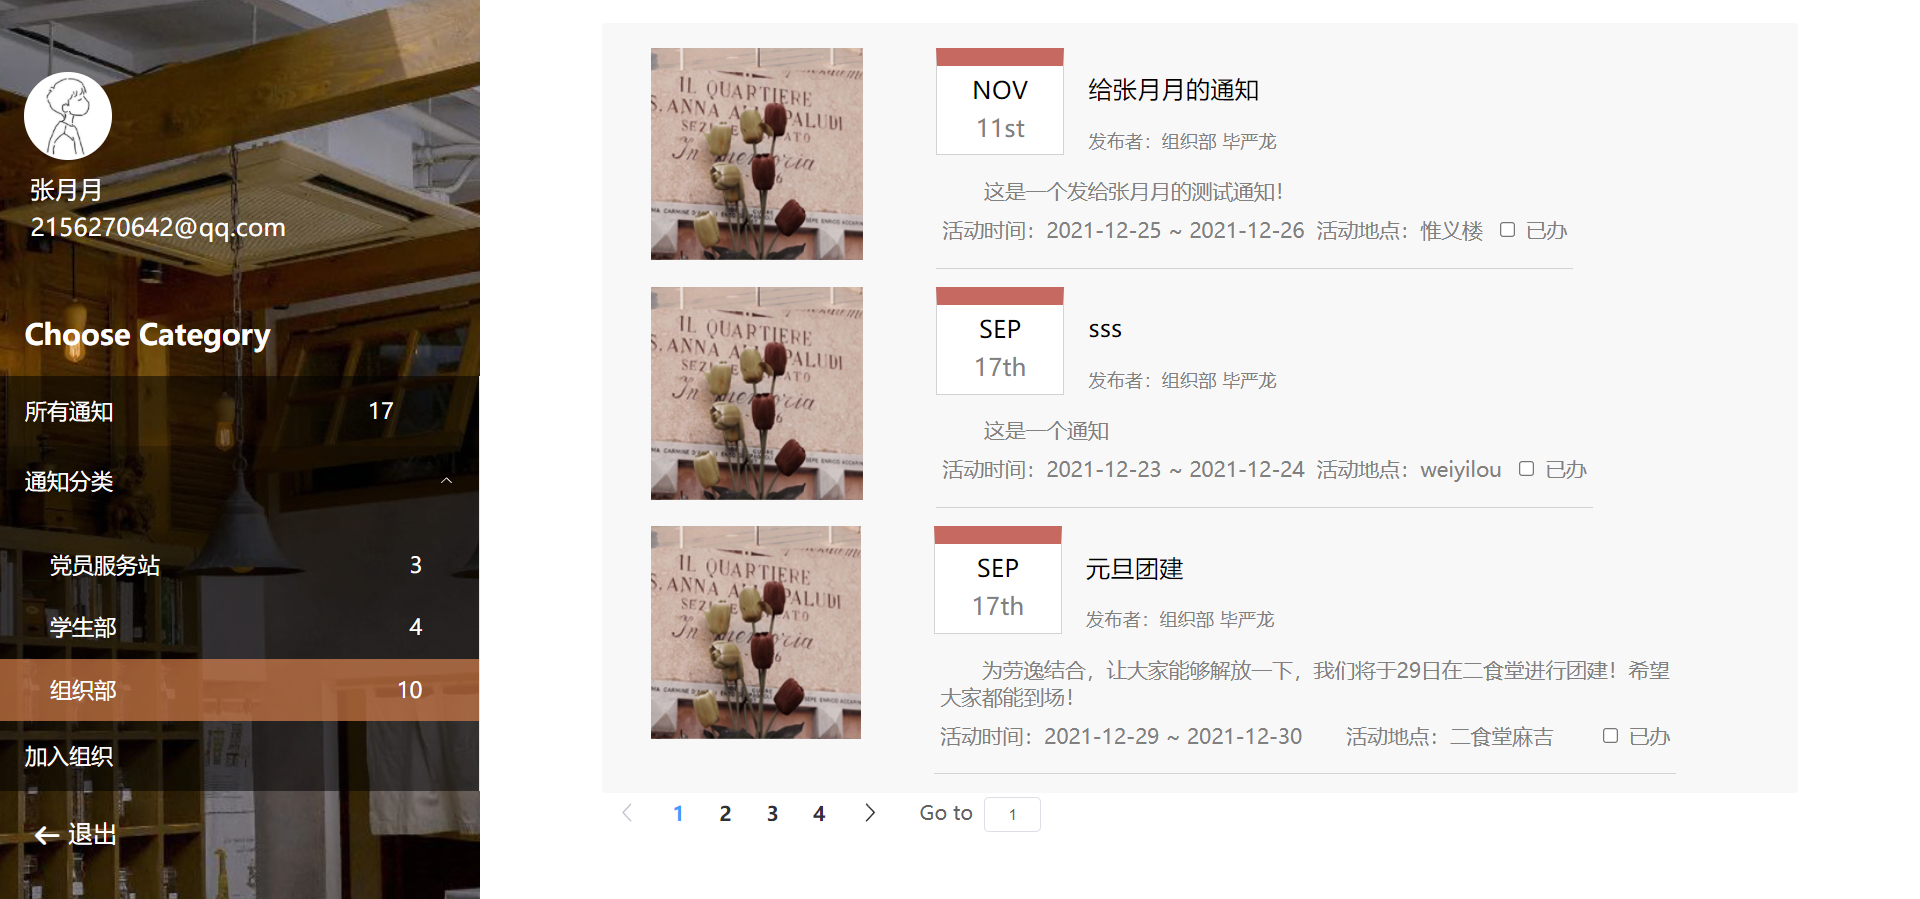 张月月
2156270642@qq.com
Choose Category
所有通知 17
通知分类
党员服务站 3
学生部 4
组织部 10
加入组织
退出
IL QUARTIERE
S. ANNA ALL PALUDI
In memoria
NOV
11st
给张月月的通知
发布者：组织部 毕严龙
这是一个发给张月月的测试通知！
活动时间：2021-12-25 ~ 2021-12-26 活动地点：惟义楼 已办
IL QUARTIERE
S. ANNA ALL PALUDI
In memoria
SEP
17th
sss
发布者：组织部 毕严龙
这是一个通知
活动时间：2021-12-23 ~ 2021-12-24 活动地点：weiyilou 已办
IL QUARTIERE
S. ANNA ALL PALUDI
In memoria
SEP
17th
元旦团建
发布者：组织部 毕严龙
为劳逸结合，让大家能够解放一下，我们将于29日在二食堂进行团建！希望
大家都能到场！
活动时间：2021-12-29 ~ 2021-12-30 活动地点：二食堂麻吉 已办
1 2 3 4 Go to 1